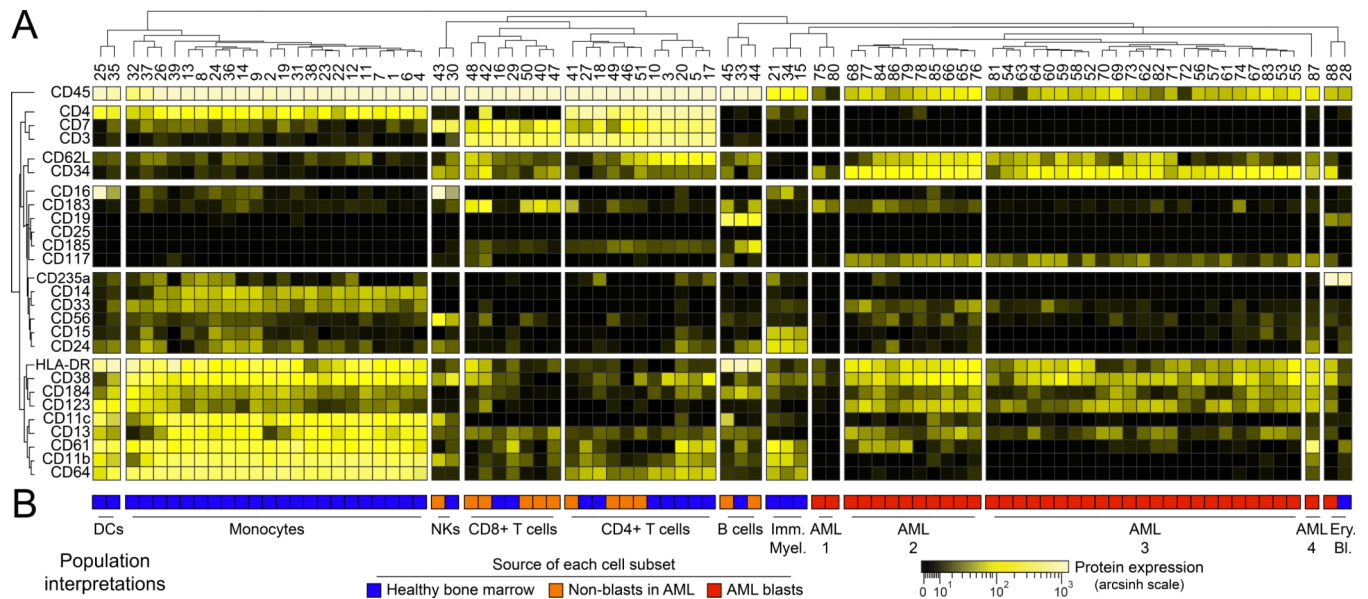 A
25 35 32 37 26 39 13 8 24 36 14 9 2 19 31 38 23 22 12 11 7 1 6 4 43 30 48 42 16 29 50 40 47 41 27 18 49 46 51 10 3 20 5 17 45 33 44 21 34 15 75 80 68 77 84 86 79 78 85 66 65 76 81 54 63 64 60 59 58 52 70 69 73 62 82 71 72 56 57 61 74 67 83 53 55 87 88 28
CD45
CD4
CD7
CD3
CD62L
CD34
CD16
CD183
CD19
CD25
CD185
CD117
CD235a
CD14
CD33
CD56
CD15
CD24
HLA-DR
CD38
CD184
CD123
CD11c
CD13
CD61
CD11b
CD64
B
DCs Monocytes NKs CD8+ T cells CD4+ T cells B cells Imm. AML AML AML AML Ery.
Myel. 1 2 3 4 Bl.
Population
interpretations
Source of each cell subset
Healthy bone marrow Non-blasts in AML AML blasts
Protein expression
(arcsinh scale)
0 10¹ 10² 10³